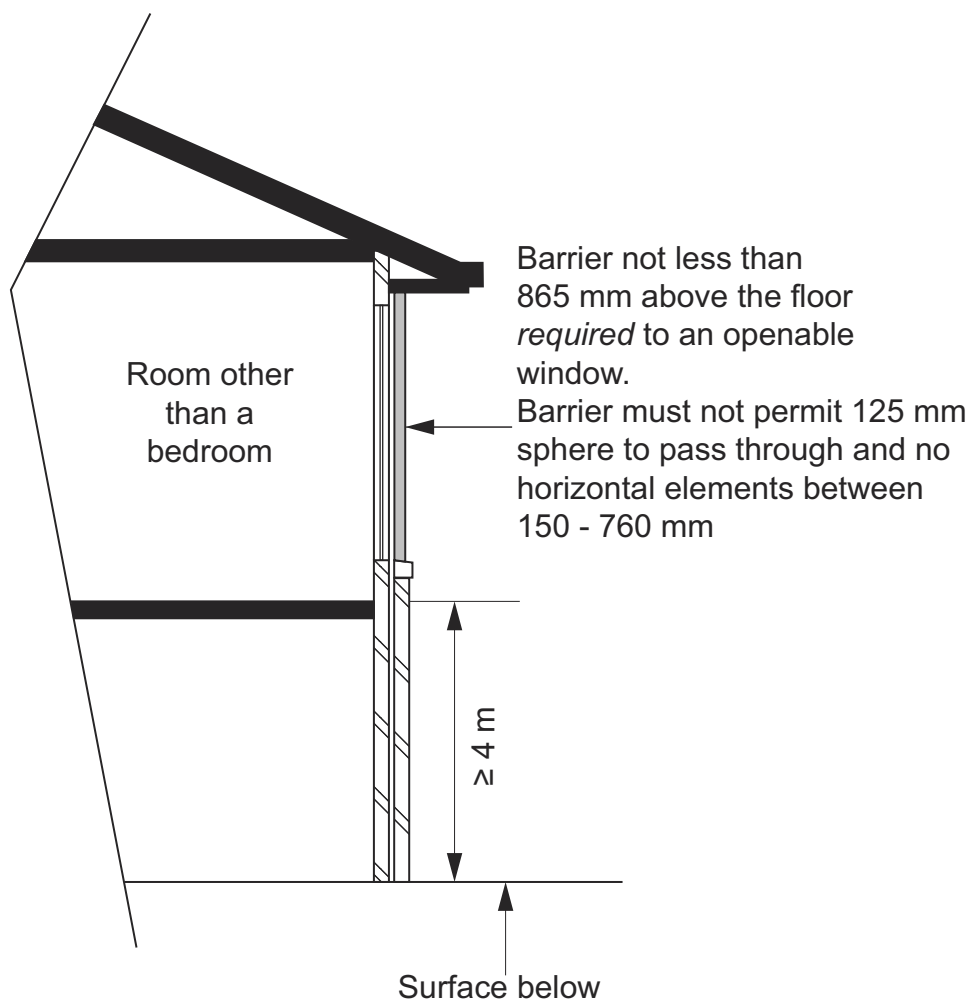 Barrier not less than
865 mm above the floor
required to an openable
window.
Barrier must not permit 125 mm
sphere to pass through and no
horizontal elements between
150 - 760 mm
Room other
than a
bedroom
≥ 4 m
Surface below